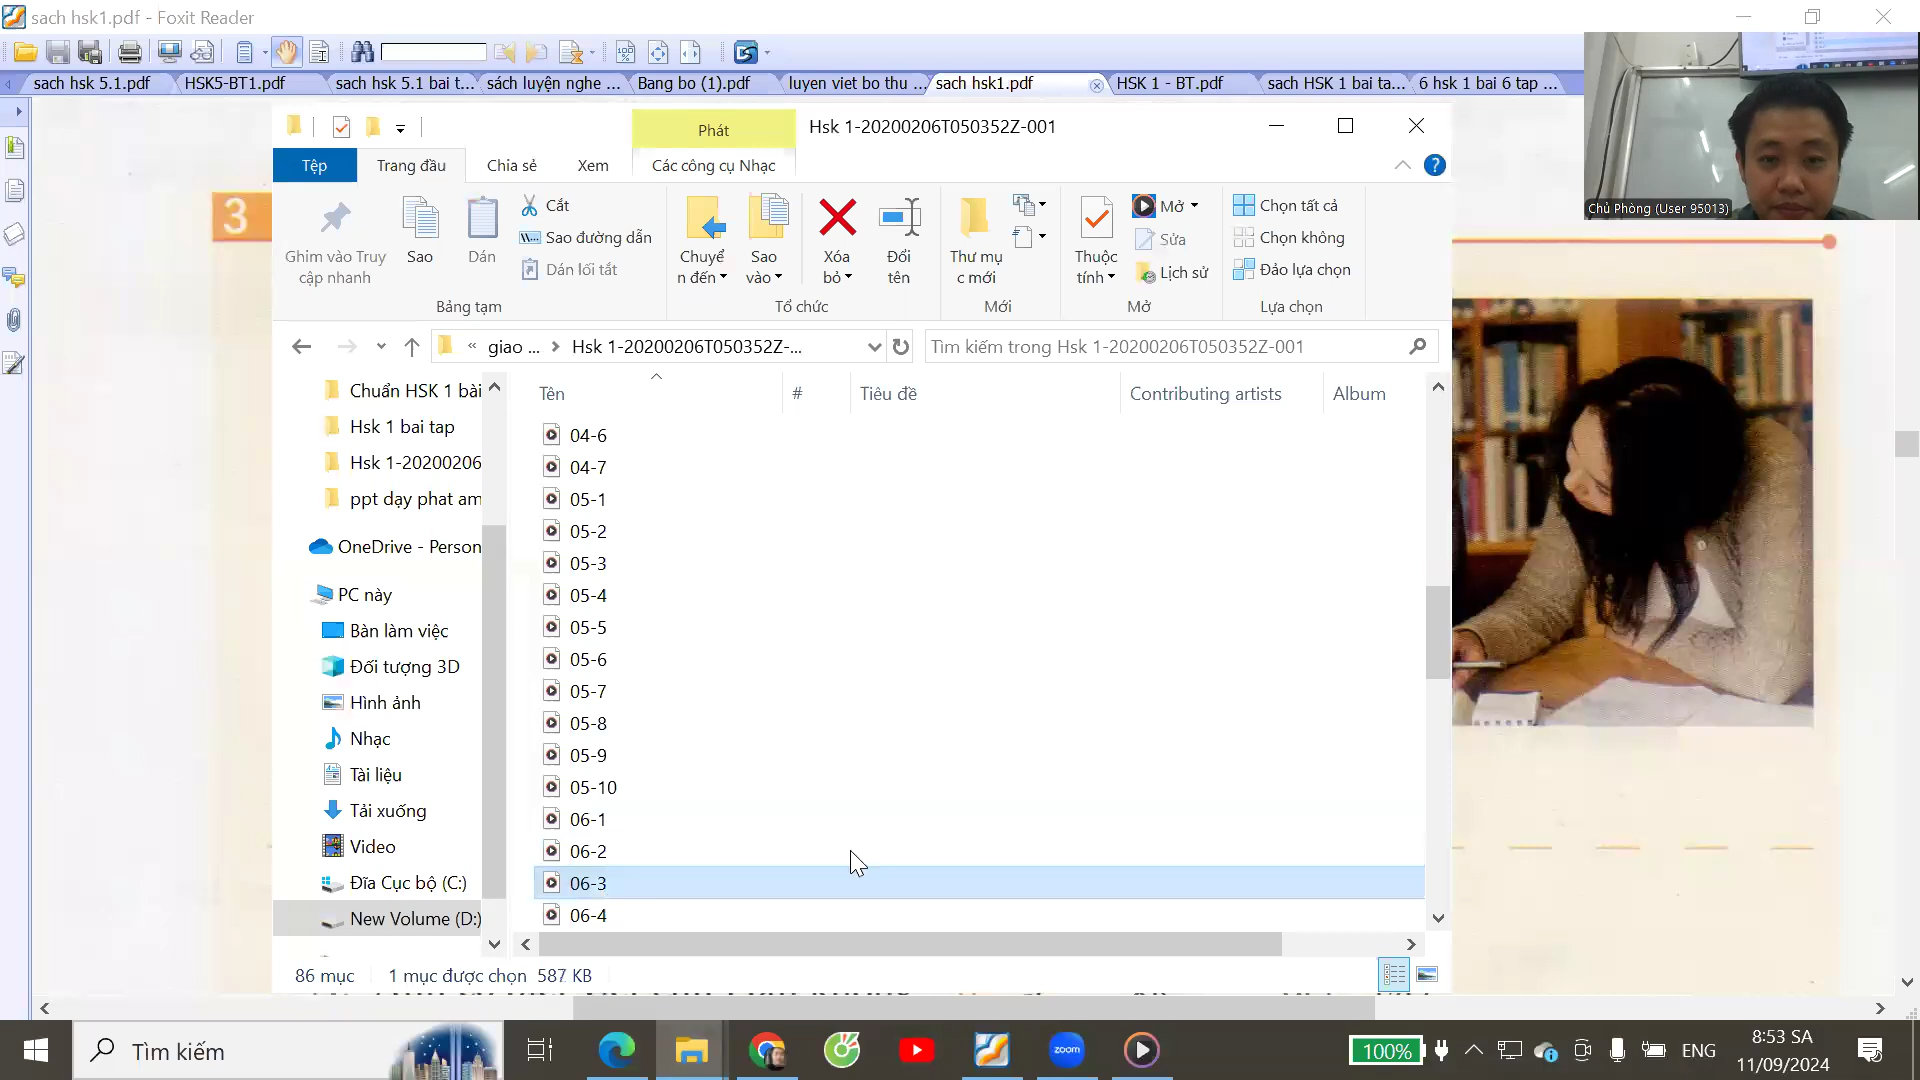 sach hsk1.pdf - Foxit Reader
sach hsk 5.1.pdf
HSK5-BT1.pdf
sach hsk 5.1 bai t...
sách luyện nghe ...
Bang bo (1).pdf
luyen viet bo thu ...
sach hsk1.pdf
HSK 1 - BT.pdf
sach HSK 1 bai ta...
6 hsk 1 bai 6 tap ...
Chủ Phòng (User 95013)
3
Phát
Hsk 1-20200206T050352Z-001
Tệp
Trang đầu
Chia sẻ
Xem
Các công cụ Nhạc
Ghim vào Truy cập nhanh
Sao
Dán
Cắt
Sao đường dẫn
Dán lối tắt
Bảng tạm
Chuyể
n đến
Sao
vào
Xóa
bỏ
Đổi
tên
Tổ chức
Thư mụ
c mới
Mới
Thuộc
tính
Mở
Sửa
Lịch sử
Mở
Chọn tất cả
Chọn không
Đảo lựa chọn
Lựa chọn
« giao ... > Hsk 1-20200206T050352Z-...
Tìm kiếm trong Hsk 1-20200206T050352Z-001
Chuẩn HSK 1 bài
Hsk 1 bai tap
Hsk 1-20200206
ppt dạy phat am
OneDrive - Person
PC này
Bàn làm việc
Đối tượng 3D
Hình ảnh
Nhạc
Tài liệu
Tải xuống
Video
Đĩa Cục bộ (C:)
New Volume (D:)
Tên
#
Tiêu đề
Contributing artists
Album
04-6
04-7
05-1
05-2
05-3
05-4
05-5
05-6
05-7
05-8
05-9
05-10
06-1
06-2
06-3
06-4
86 mục
1 mục được chọn 587 KB
Tìm kiếm
zoom
100%
ENG
8:53 SA
11/09/2024